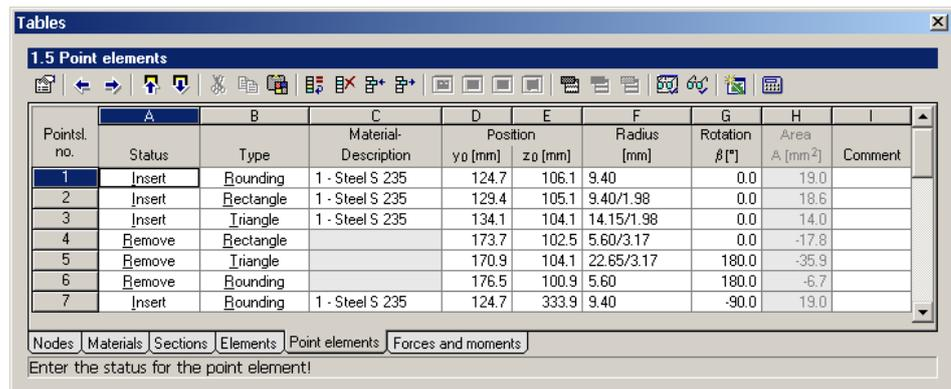 Tables
1.5 Point elements
A B C D E F G H I
Pointsl. Material- Position Radius Rotation Area
no. Status Type Description y0 [mm] z0 [mm] [mm] β [°] A [mm²] Comment
1 Insert Rounding 1 - Steel S 235 124.7 106.1 9.40 0.0 19.0
2 Insert Rectangle 1 - Steel S 235 129.4 105.1 9.40/1.98 0.0 18.6
3 Insert Triangle 1 - Steel S 235 134.1 104.1 14.15/1.98 0.0 14.0
4 Remove Rectangle 173.7 102.5 5.60/3.17 0.0 -17.8
5 Remove Triangle 170.9 104.1 22.65/3.17 180.0 -35.9
6 Remove Rounding 176.5 100.9 5.60 180.0 -6.7
7 Insert Rounding 1 - Steel S 235 124.7 333.9 9.40 -90.0 19.0
Nodes Materials Sections Elements Point elements Forces and moments
Enter the status for the point element!